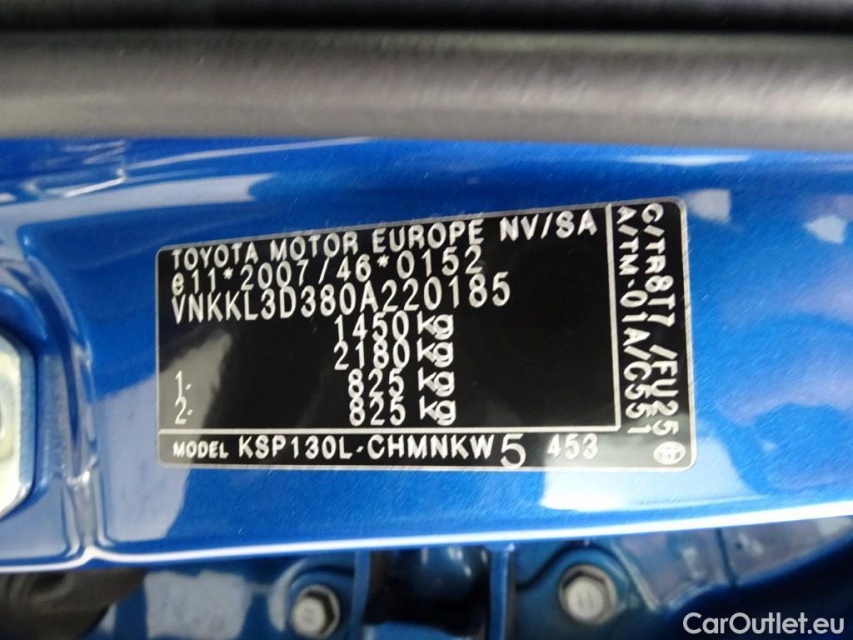 TOYOTA MOTOR EUROPE NV/SA
e11*2007/46*0152
VNKKL3D380A220185
1450 kg
2180 kg
1- 825 kg
2- 825 kg
MODEL KSP130L-CHMNKW5 453
C/TR8T7/FU25
A/TM.01A/C551
CarOutlet.eu